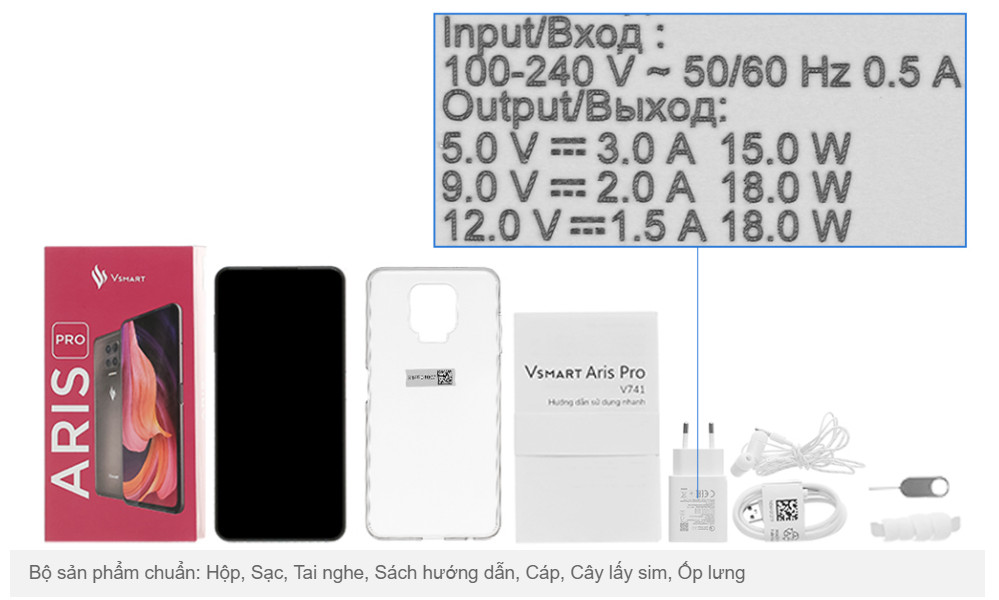 Input/Вход :
100-240 V ~ 50/60 Hz 0.5 A
Output/Выход:
5.0 V ⎓ 3.0 A 15.0 W
9.0 V ⎓ 2.0 A 18.0 W
12.0 V ⎓ 1.5 A 18.0 W
VSMART
PRO
ARIS
VSMART Aris Pro
V741
Hướng dẫn sử dụng nhanh
VSMART
Bộ sản phẩm chuẩn: Hộp, Sạc, Tai nghe, Sách hướng dẫn, Cáp, Cây lấy sim, Ốp lưng